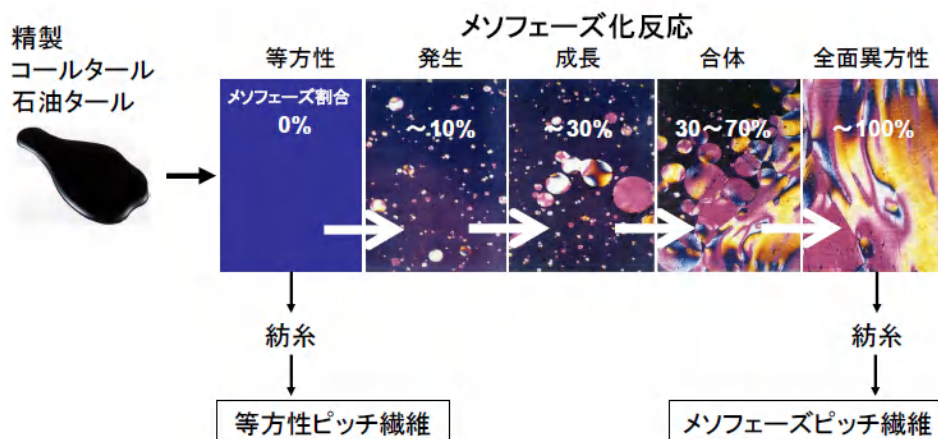 メソフェーズ化反応
精製
コールタール
石油タール
等方性
発生
成長
合体
全面異方性
メソフェーズ割合
0%
~10%
~30%
30~70%
~100%
紡糸
紡糸
等方性ピッチ繊維
メソフェーズピッチ繊維